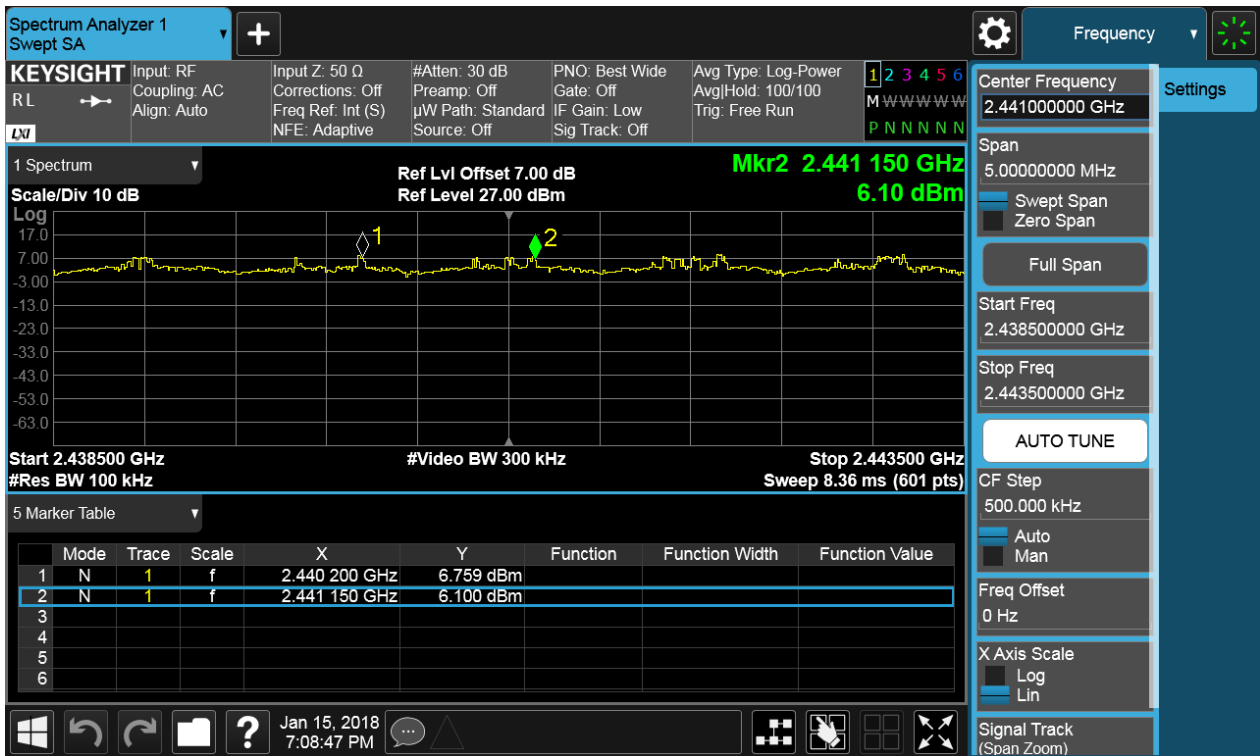 Spectrum Analyzer 1
Swept SA
+
Frequency
KEYSIGHT
R L
LXI
Input: RF
Coupling: AC
Align: Auto
Input Z: 50 Ω
Corrections: Off
Freq Ref: Int (S)
NFE: Adaptive
#Atten: 30 dB
Preamp: Off
µW Path: Standard
Source: Off
PNO: Best Wide
Gate: Off
IF Gain: Low
Sig Track: Off
Avg Type: Log-Power
Avg|Hold: 100/100
Trig: Free Run
1 2 3 4 5 6
M W W W W W
P N N N N N
1 Spectrum
Scale/Div 10 dB
Ref Lvl Offset 7.00 dB
Ref Level 27.00 dBm
Mkr2 2.441 150 GHz
6.10 dBm
Log
17.0
7.00
-3.00
-13.0
-23.0
-33.0
-43.0
-53.0
-63.0
1
2
Start 2.438500 GHz
#Res BW 100 kHz
#Video BW 300 kHz
Stop 2.443500 GHz
Sweep 8.36 ms (601 pts)
5 Marker Table
Mode Trace Scale X Y Function Function Width Function Value
1 N 1 f 2.440 200 GHz 6.759 dBm
2 N 1 f 2.441 150 GHz 6.100 dBm
3
4
5
6
Center Frequency
2.441000000 GHz
Span
5.00000000 MHz
Swept Span
Zero Span
Full Span
Start Freq
2.438500000 GHz
Stop Freq
2.443500000 GHz
AUTO TUNE
CF Step
500.000 kHz
Auto
Man
Freq Offset
0 Hz
X Axis Scale
Log
Lin
Signal Track
(Span Zoom)
Settings
?
Jan 15, 2018
7:08:47 PM